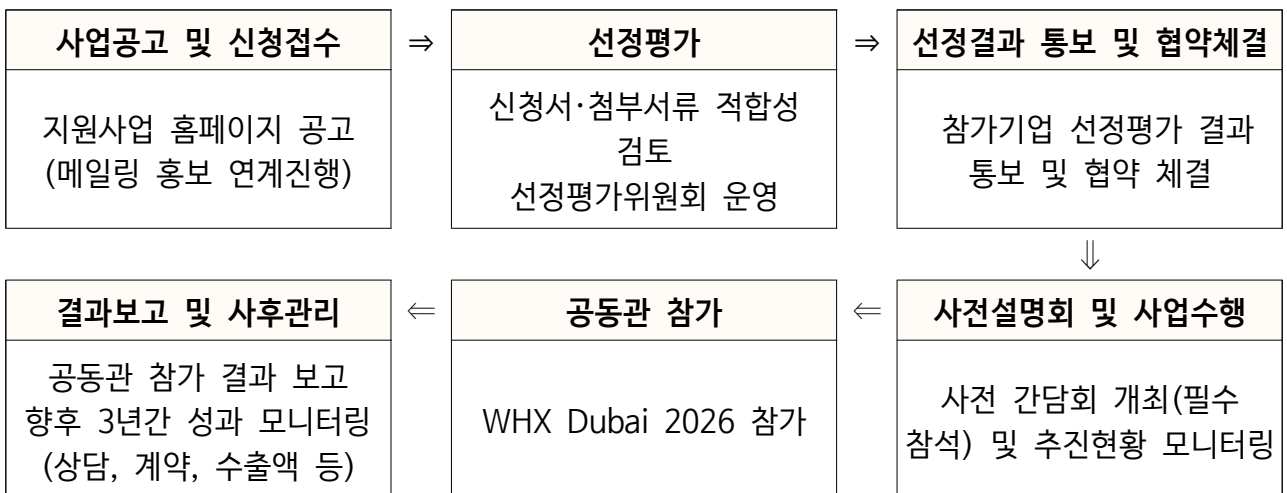 사업공고 및 신청접수
⇒
선정평가
⇒
선정결과 통보 및 협약체결
지원사업 홈페이지 공고
(메일링 홍보 연계진행)
신청서·첨부서류 적합성
검토
선정평가위원회 운영
참가기업 선정평가 결과
통보 및 협약 체결
⇓
결과보고 및 사후관리
⇐
공동관 참가
⇐
사전설명회 및 사업수행
공동관 참가 결과 보고
향후 3년간 성과 모니터링
(상담, 계약, 수출액 등)
WHX Dubai 2026 참가
사전 간담회 개최(필수
참석) 및 추진현황 모니터링